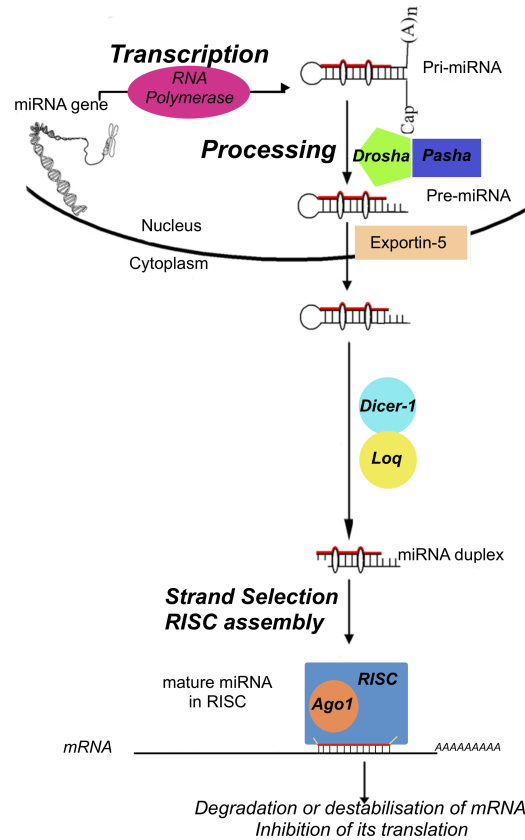 Transcription
(A)n
RNA
Polymerase
Pri-miRNA
miRNA gene
Cap
Processing
Drosha
Pasha
Pre-miRNA
Nucleus
Exportin-5
Cytoplasm
Dicer-1
Loq
miRNA duplex
Strand Selection
RISC assembly
mature miRNA
in RISC
RISC
Ago1
mRNA
AAAAAAAAA
Degradation or destabilisation of mRNA
Inhibition of its translation